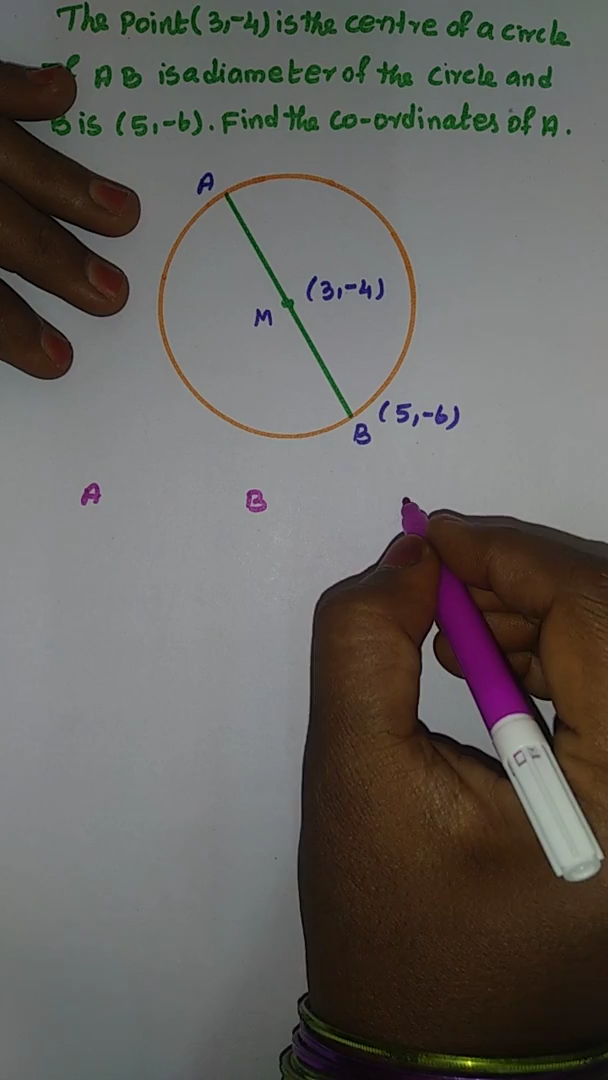 The Point (3,-4) is the centre of a circle
AB is a diameter of the circle and
B is (5,-6). Find the co-ordinates of A.
A
(3,-4)
M
(5,-6)
B
A B